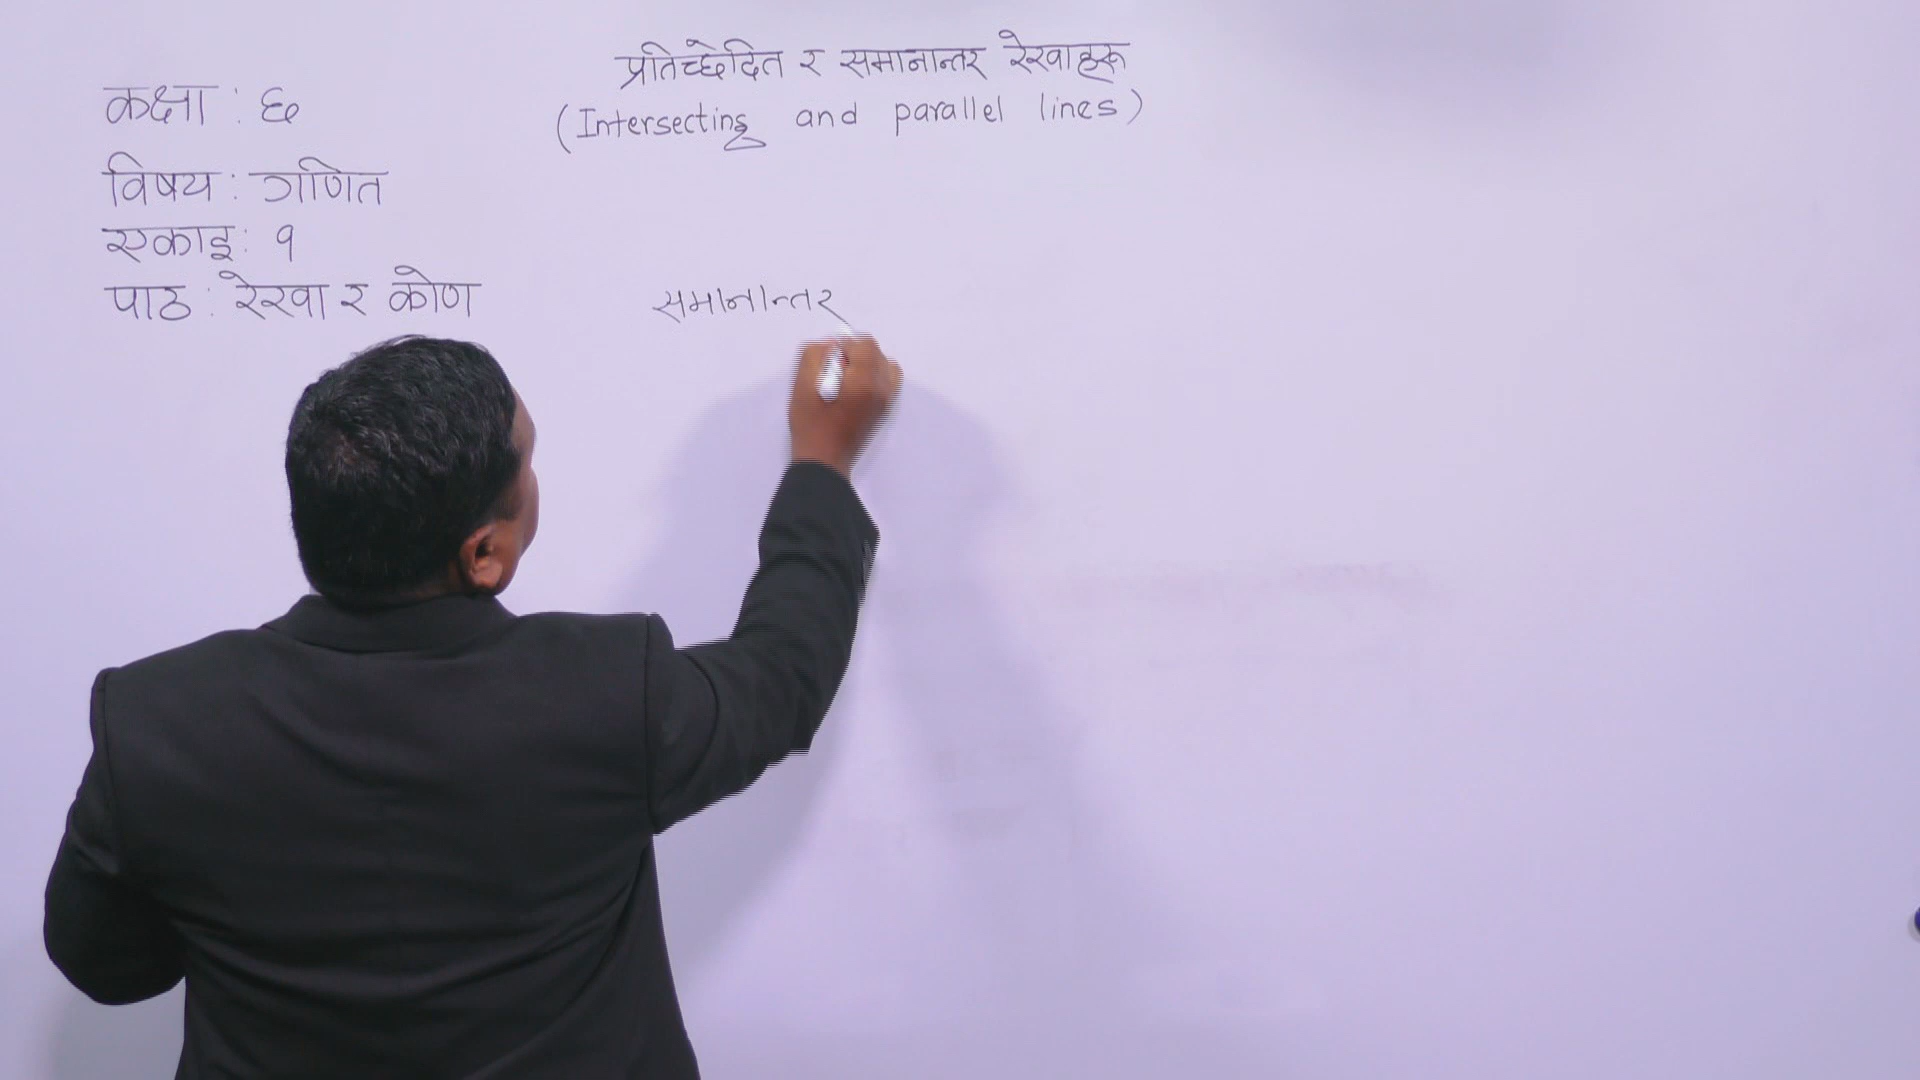 प्रतिच्छेदित र समानान्तर रेखाहरू
(Intersecting and parallel lines)
कक्षा : ६
विषय : गणित
एकाइ : १
पाठ : रेखा र कोण
समानान्तर